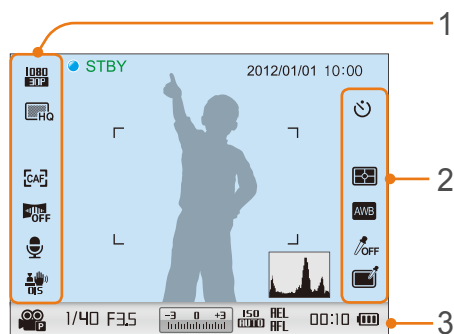 1
STBY
2012/01/01 10:00
1080
30P
HQ
2
CAF
AWB
OFF
OFF
OIS
P
1/40 F3.5
-3 0 +3
ISO
AUTO
AEL
AFL
00:10
3